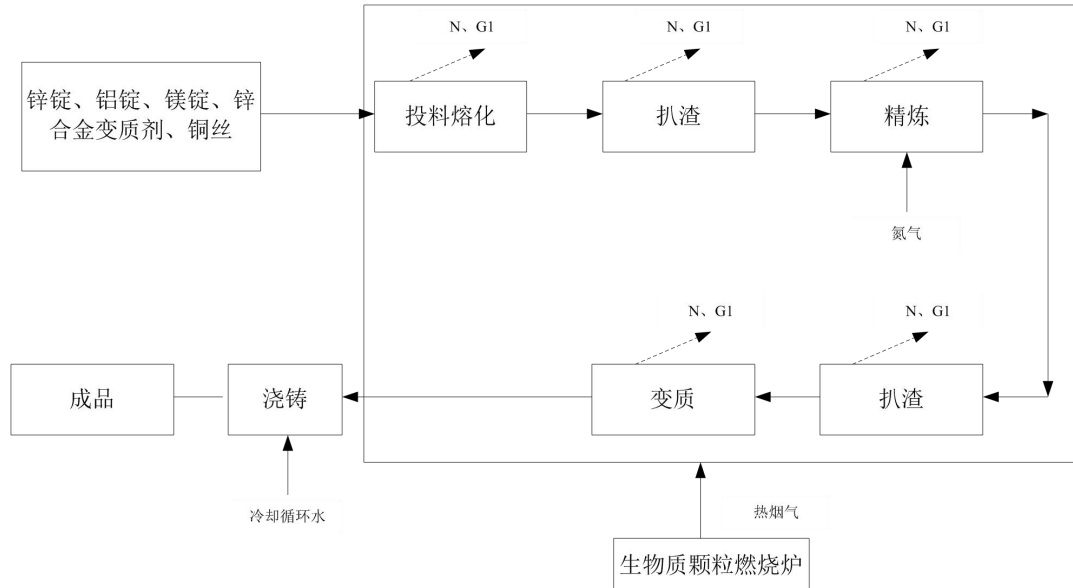 N、G1
N、G1
N、G1
锌锭、铝锭、镁锭、锌
合金变质剂、铜丝
投料熔化
扒渣
精炼
氮气
N、G1
N、G1
成品
浇铸
变质
扒渣
冷却循环水
热烟气
生物质颗粒燃烧炉